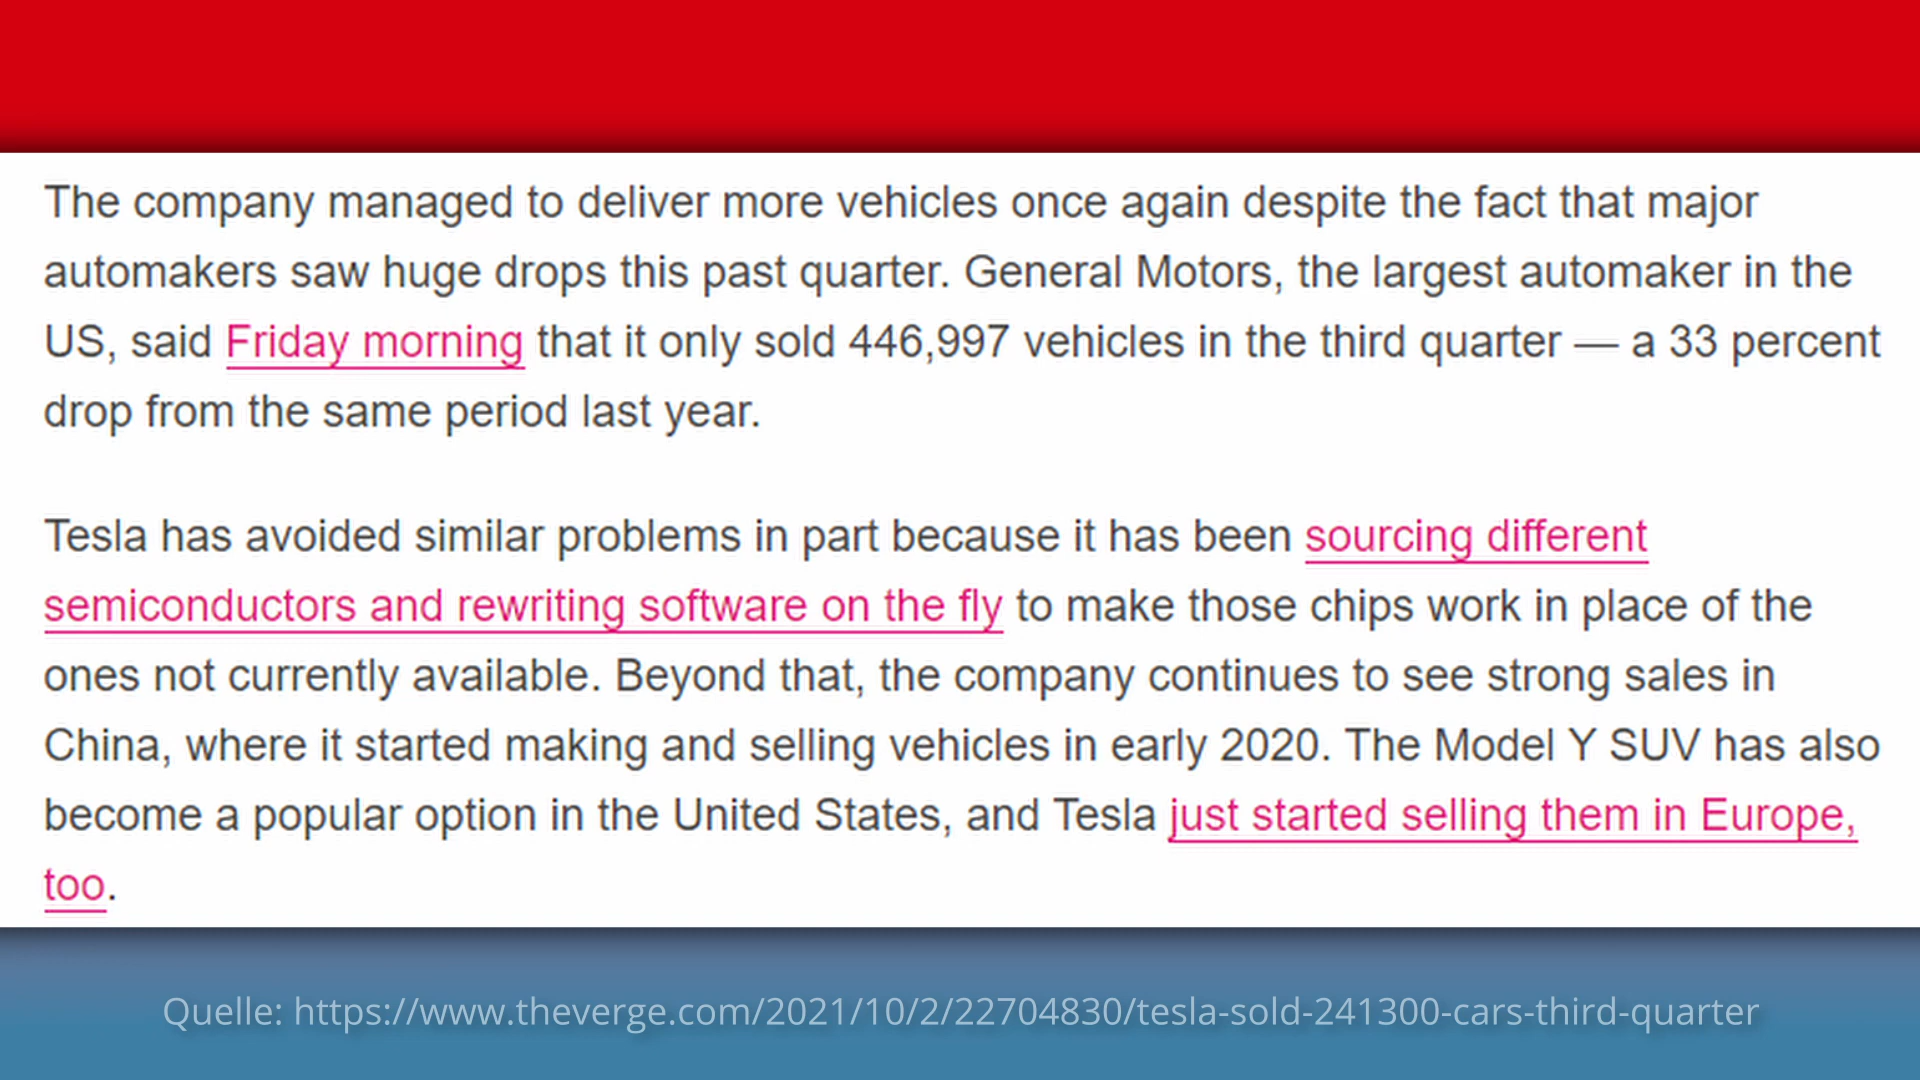 The company managed to deliver more vehicles once again despite the fact that major
automakers saw huge drops this past quarter. General Motors, the largest automaker in the
US, said Friday morning that it only sold 446,997 vehicles in the third quarter — a 33 percent
drop from the same period last year.
Tesla has avoided similar problems in part because it has been sourcing different
semiconductors and rewriting software on the fly to make those chips work in place of the
ones not currently available. Beyond that, the company continues to see strong sales in
China, where it started making and selling vehicles in early 2020. The Model Y SUV has also
become a popular option in the United States, and Tesla just started selling them in Europe,
too.
Quelle: https://www.theverge.com/2021/10/2/22704830/tesla-sold-241300-cars-third-quarter